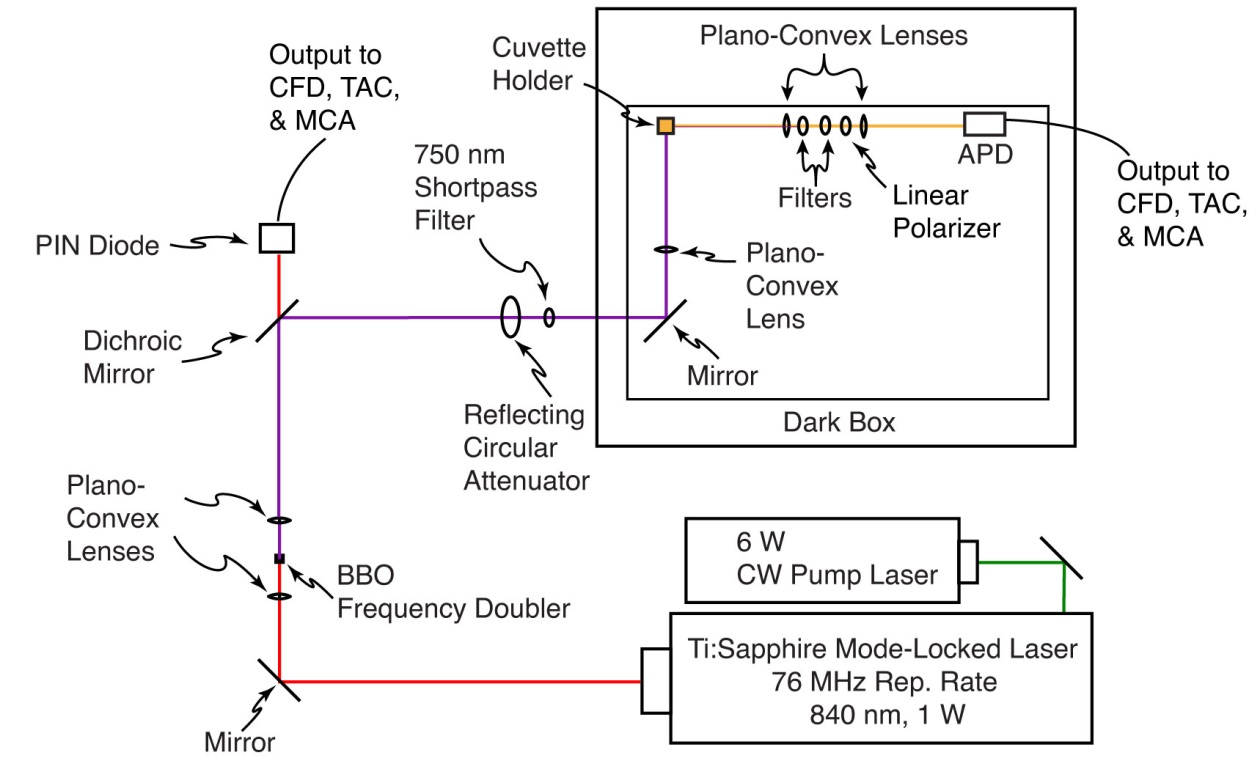 Output to
CFD, TAC,
& MCA
PIN Diode
Dichroic
Mirror
750 nm
Shortpass
Filter
Reflecting
Circular
Attenuator
Cuvette
Holder
Plano-Convex Lenses
Filters
Linear
Polarizer
APD
Output to
CFD, TAC,
& MCA
Plano-
Convex
Lens
Mirror
Dark Box
Plano-
Convex
Lenses
BBO
Frequency Doubler
Mirror
6 W
CW Pump Laser
Ti:Sapphire Mode-Locked Laser
76 MHz Rep. Rate
840 nm, 1 W